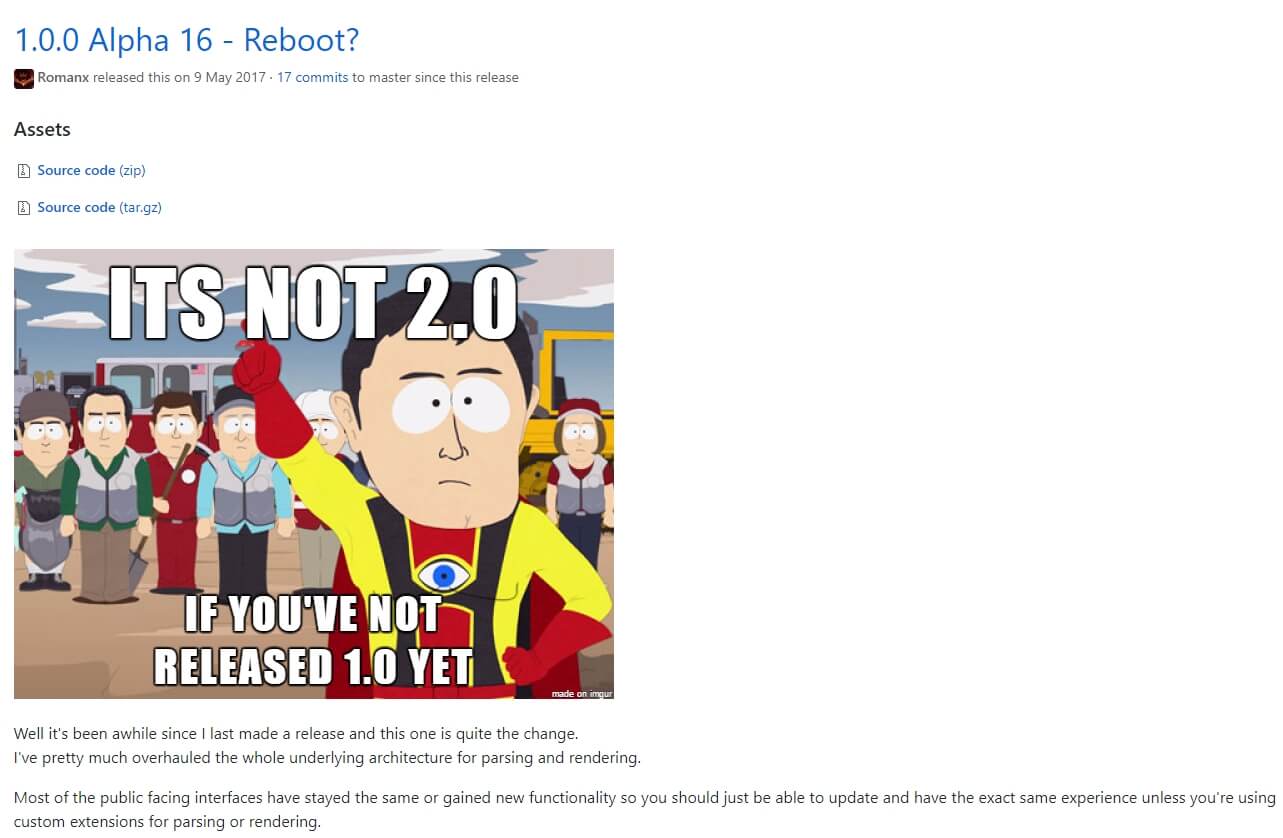 1.0.0 Alpha 16 - Reboot?
Romanx released this on 9 May 2017 · 17 commits to master since this release
Assets
Source code (zip)
Source code (tar.gz)
ITS NOT 2.0
IF YOU'VE NOT
RELEASED 1.0 YET
made on imgur
Well it's been awhile since I last made a release and this one is quite the change.
I've pretty much overhauled the whole underlying architecture for parsing and rendering.
Most of the public facing interfaces have stayed the same or gained new functionality so you should just be able to update and have the exact same experience unless you're using
custom extensions for parsing or rendering.